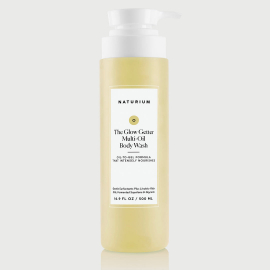 NATURIUM
The Glow Getter
Multi-Oil
Body Wash
OIL-TO-GEL FORMULA
THAT INTENSELY NOURISHES
16.9 FL OZ / 500 ML